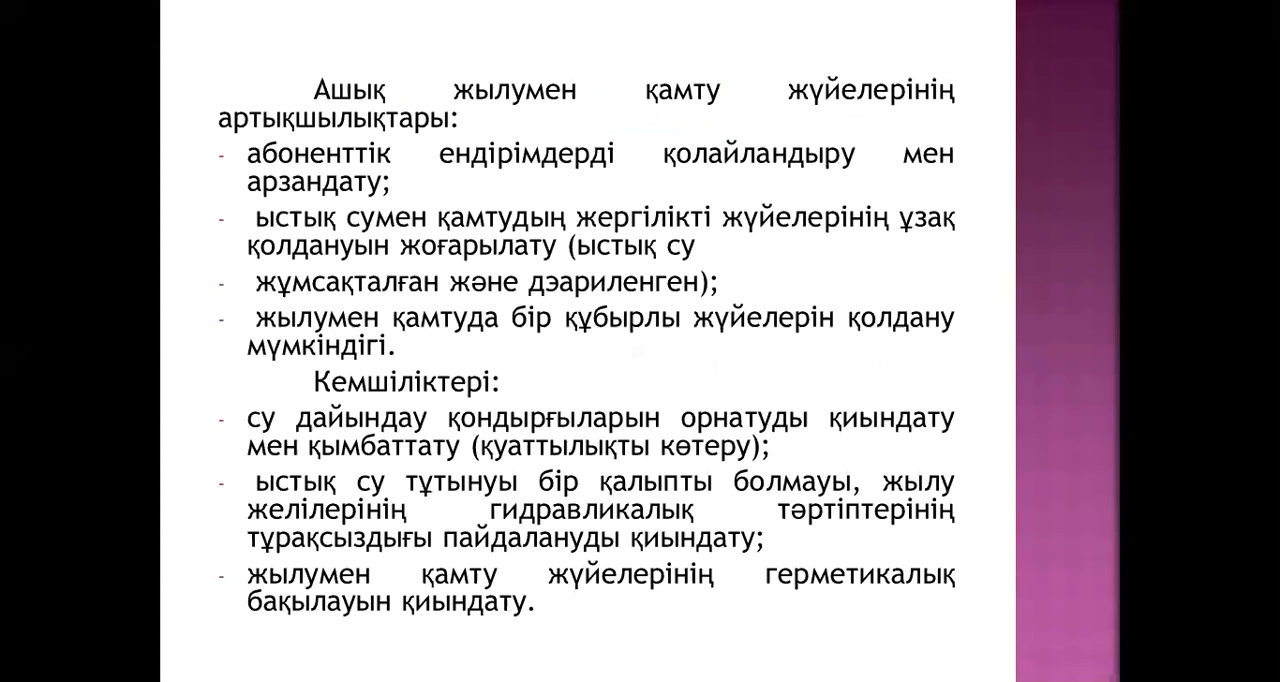 Ашық жылумен қамту жүйелерінің
артықшылықтары:
- абоненттік ендірімдерді қолайландыру мен
арзандату;
- ыстық сумен қамтудың жергілікті жүйелерінің ұзақ
қолдануын жоғарылату (ыстық су
- жұмсақталған және дэариленген);
- жылумен қамтуда бір құбырлы жүйелерін қолдану
мүмкіндігі.
Кемшіліктері:
- су дайындау қондырғыларын орнатуды қиындату
мен қымбаттату (қуаттылықты көтеру);
- ыстық су тұтынуы бір қалыпты болмауы, жылу
желілерінің гидравликалық тәртіптерінің
тұрақсыздығы пайдалануды қиындату;
- жылумен қамту жүйелерінің герметикалық
бақылауын қиындату.